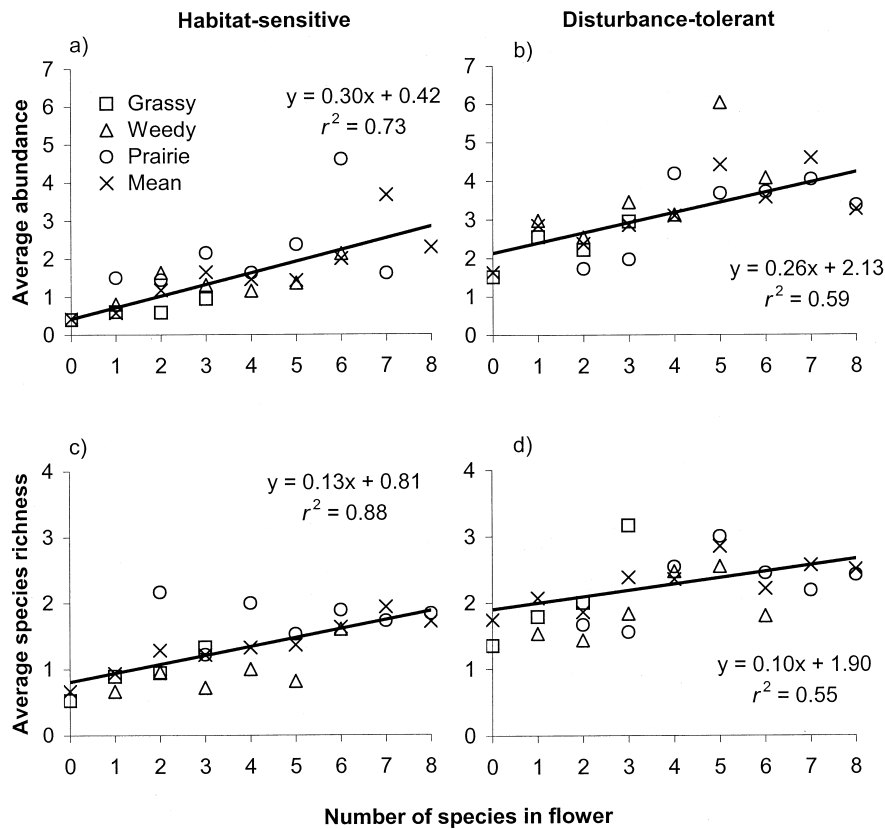 Habitat-sensitive
Disturbance-tolerant
a)
7
6
5
4
3
2
1
0
Average abundance
Grassy
Weedy
Prairie
Mean
y = 0.30x + 0.42
r² = 0.73
0 1 2 3 4 5 6 7 8
b)
7
6
5
4
3
2
1
0
y = 0.26x + 2.13
r² = 0.59
0 1 2 3 4 5 6 7 8
c)
4
3
2
1
0
Average species richness
y = 0.13x + 0.81
r² = 0.88
0 1 2 3 4 5 6 7 8
d)
4
3
2
1
0
y = 0.10x + 1.90
r² = 0.55
0 1 2 3 4 5 6 7 8
Number of species in flower